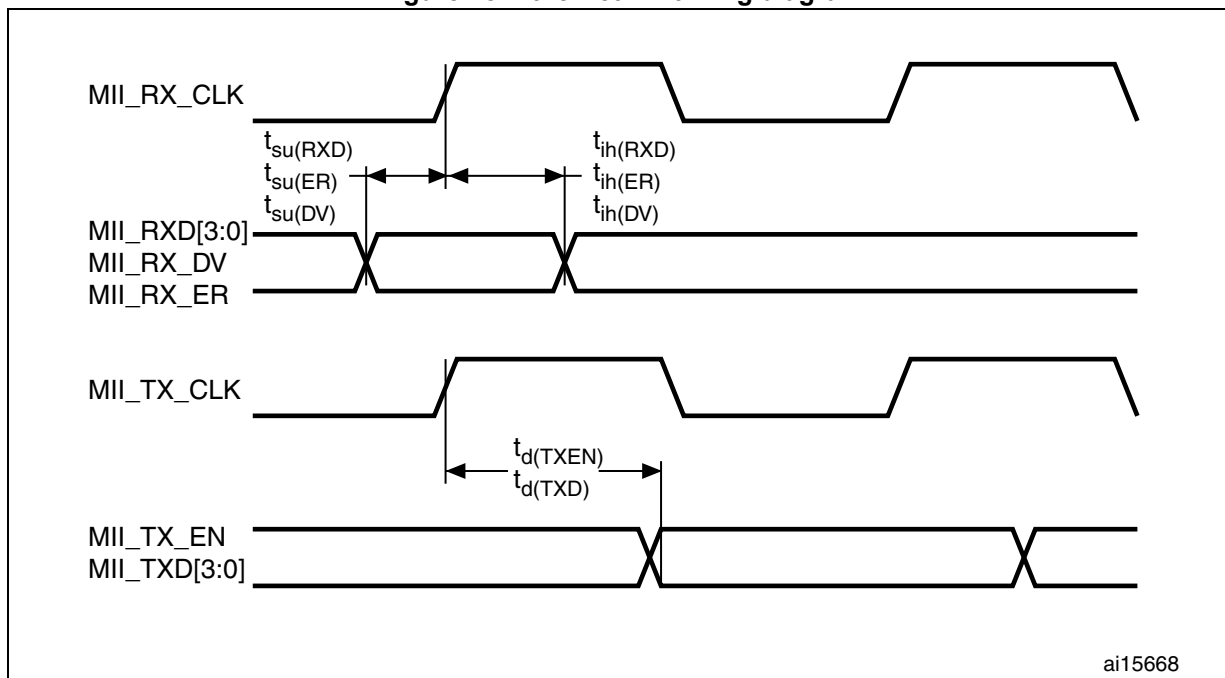 MII_RX_CLK
tsu(RXD)
tsu(ER)
tsu(DV)
tih(RXD)
tih(ER)
tih(DV)
MII_RXD[3:0]
MII_RX_DV
MII_RX_ER
MII_TX_CLK
td(TXEN)
td(TXD)
MII_TX_EN
MII_TXD[3:0]
ai15668